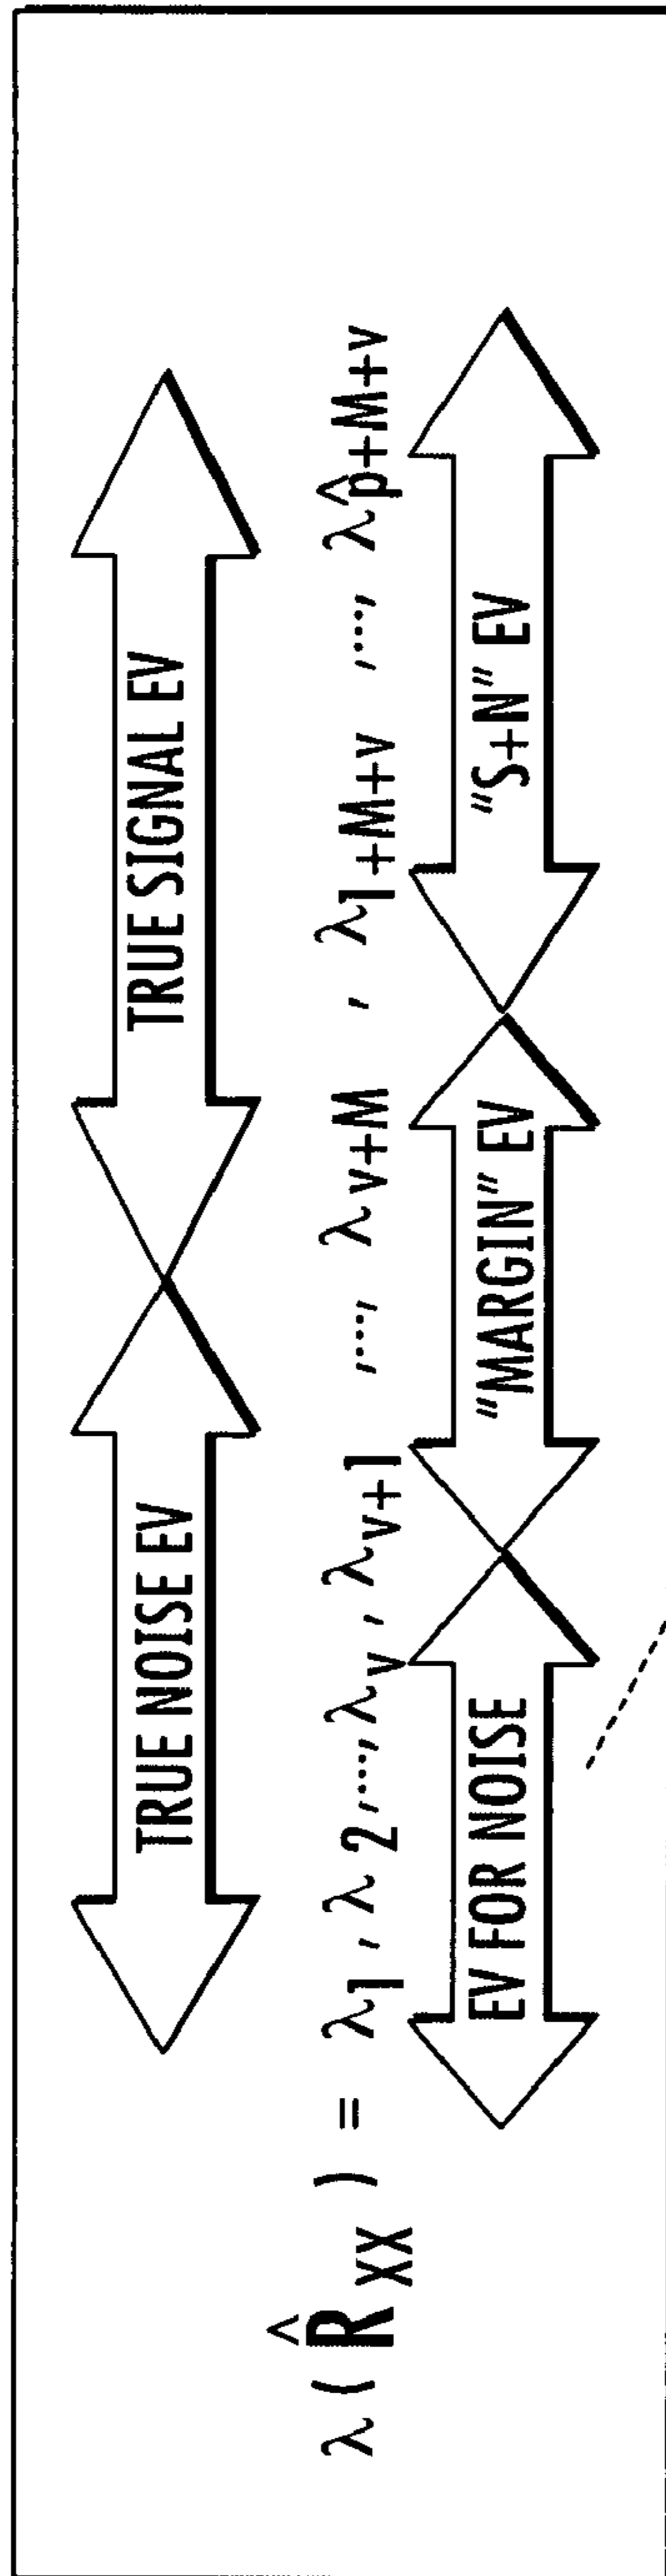 TRUE NOISE EV TRUE SIGNAL EV
λ ( R̂XX ) = λ1 , λ2 ,..., λv , λv+1 ,..., λv+M , λ1+M+v ,..., λp̂+M+v
EV FOR NOISE "MARGIN" EV "S+N" EV